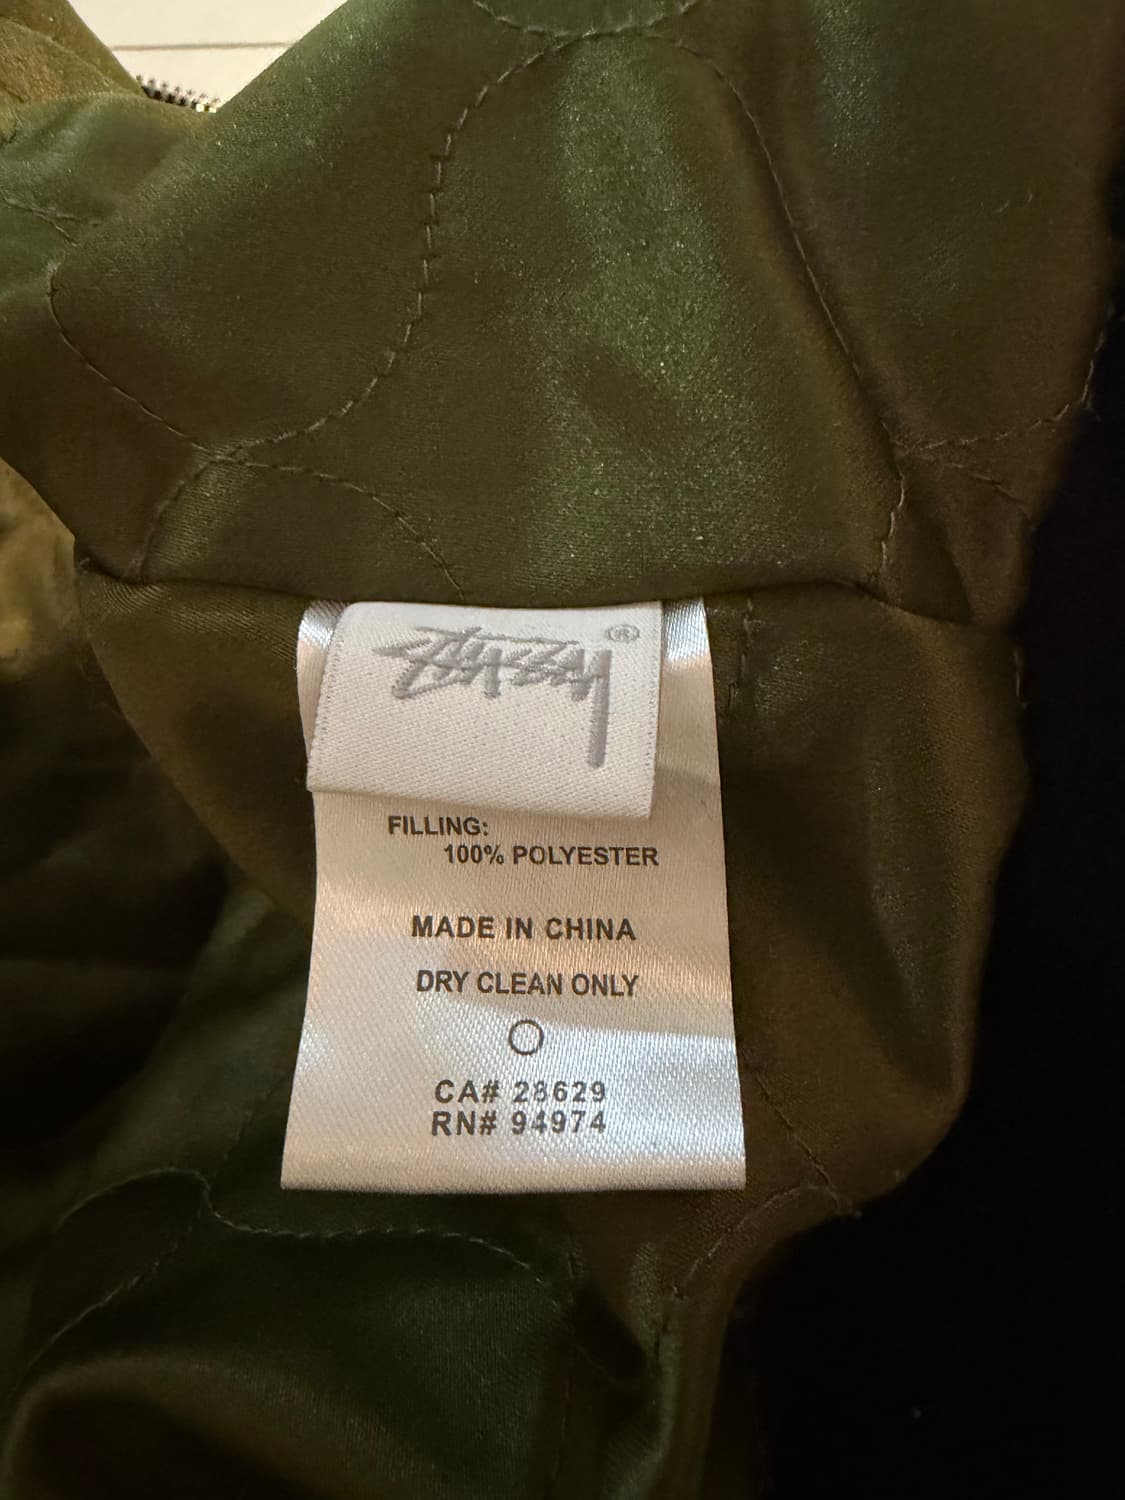 STÜSSY®
FILLING:
100% POLYESTER
MADE IN CHINA
DRY CLEAN ONLY
CA# 28629
RN# 94974